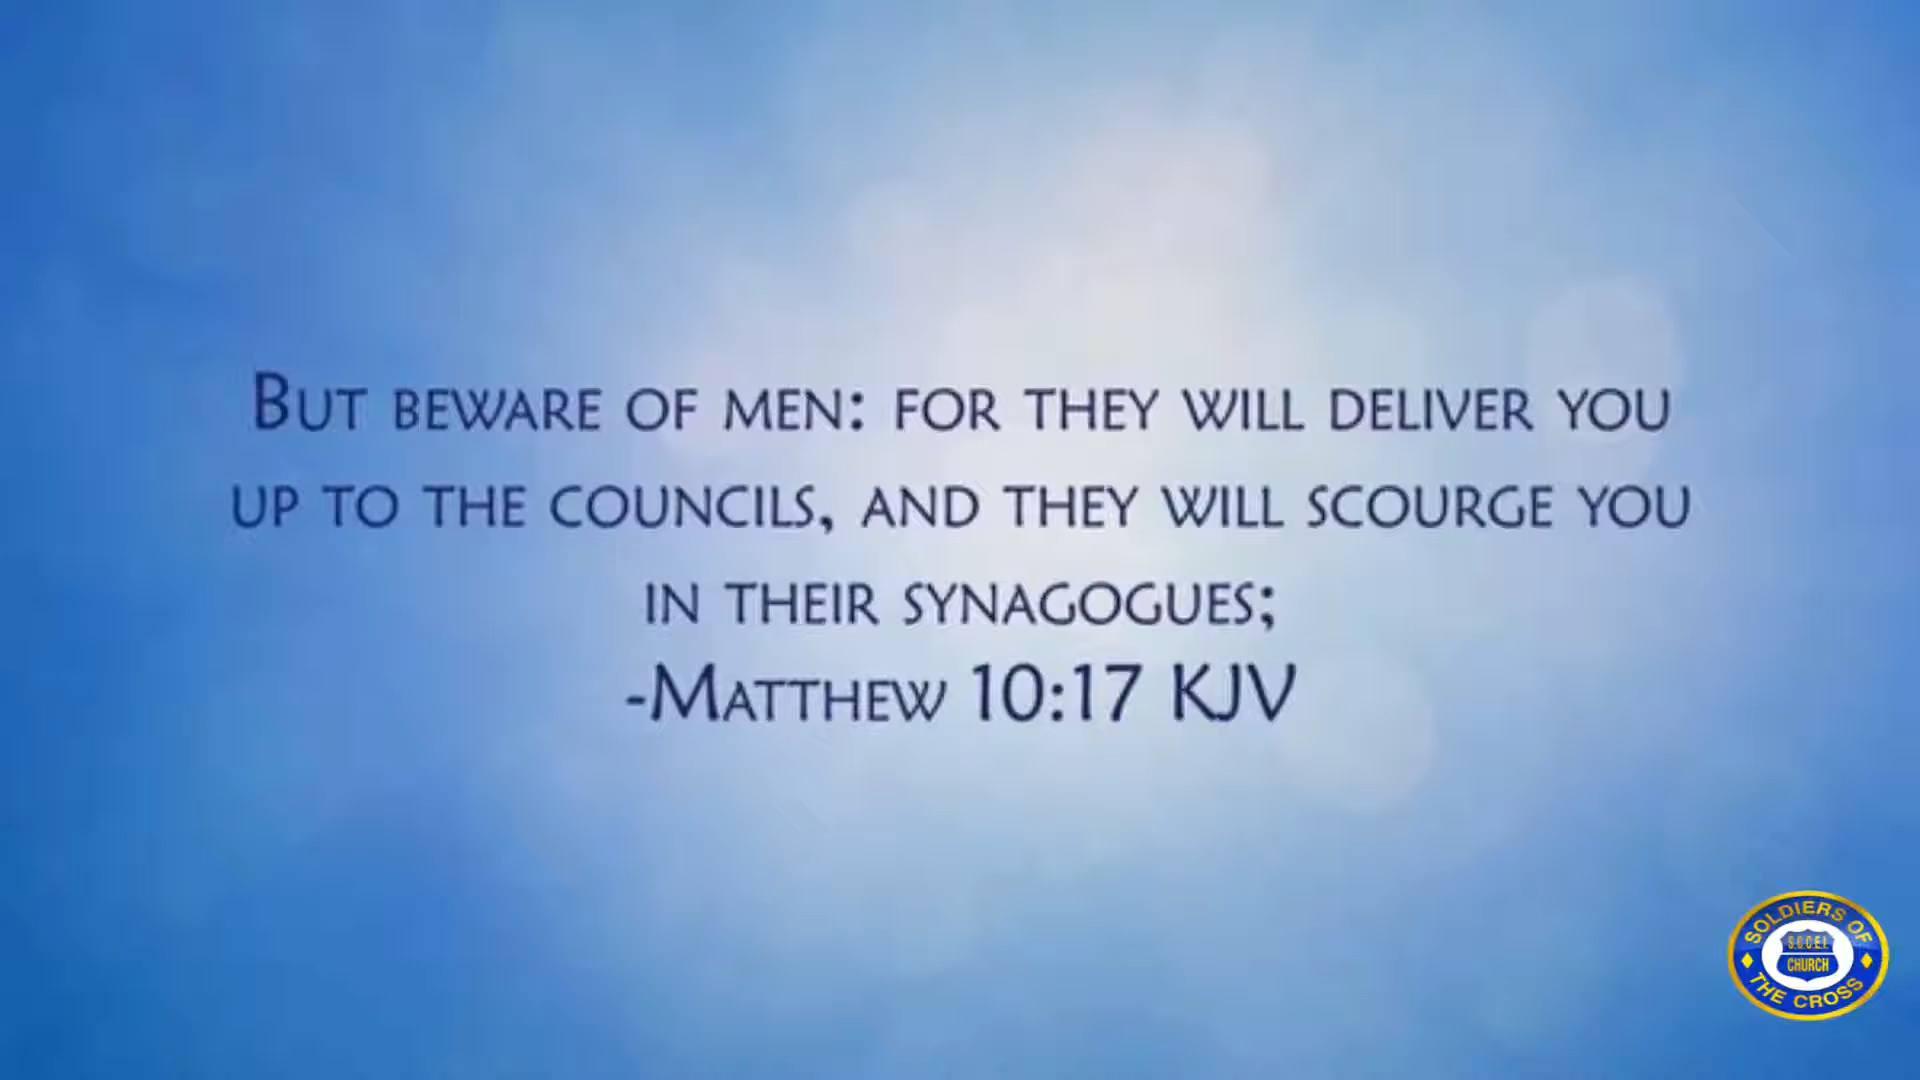 But beware of men: for they will deliver you
up to the councils, and they will scourge you
in their synagogues;
-Matthew 10:17 KJV
SOLDIERS OF
S.O.C.E.I.
CHURCH
THE CROSS